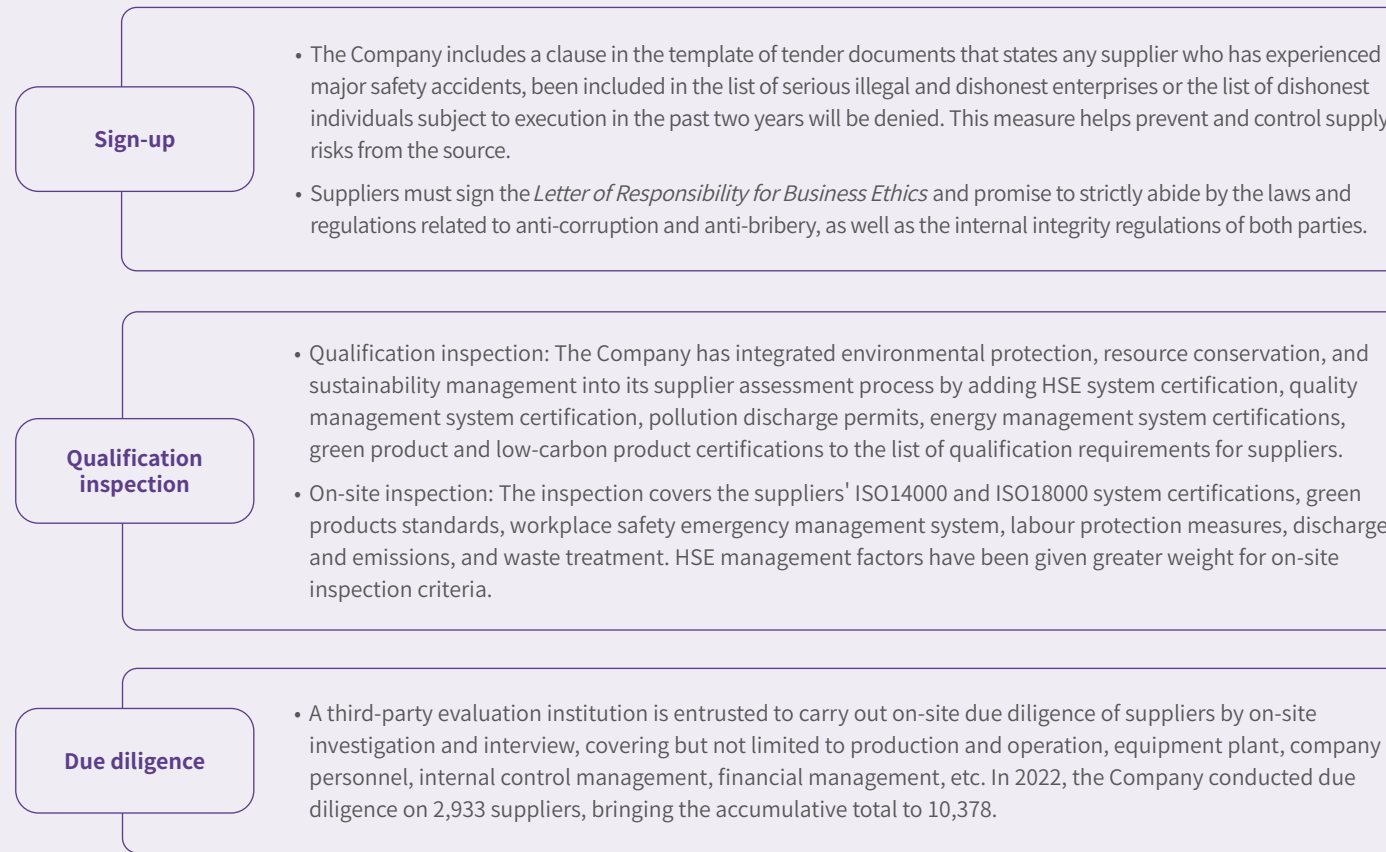 Sign-up
• The Company includes a clause in the template of tender documents that states any supplier who has experienced
major safety accidents, been included in the list of serious illegal and dishonest enterprises or the list of dishonest
individuals subject to execution in the past two years will be denied. This measure helps prevent and control supply
risks from the source.
• Suppliers must sign the Letter of Responsibility for Business Ethics and promise to strictly abide by the laws and
regulations related to anti-corruption and anti-bribery, as well as the internal integrity regulations of both parties.
Qualification
inspection
• Qualification inspection: The Company has integrated environmental protection, resource conservation, and
sustainability management into its supplier assessment process by adding HSE system certification, quality
management system certification, pollution discharge permits, energy management system certifications,
green product and low-carbon product certifications to the list of qualification requirements for suppliers.
• On-site inspection: The inspection covers the suppliers' ISO14000 and ISO18000 system certifications, green
products standards, workplace safety emergency management system, labour protection measures, discharge
and emissions, and waste treatment. HSE management factors have been given greater weight for on-site
inspection criteria.
Due diligence
• A third-party evaluation institution is entrusted to carry out on-site due diligence of suppliers by on-site
investigation and interview, covering but not limited to production and operation, equipment plant, company
personnel, internal control management, financial management, etc. In 2022, the Company conducted due
diligence on 2,933 suppliers, bringing the accumulative total to 10,378.